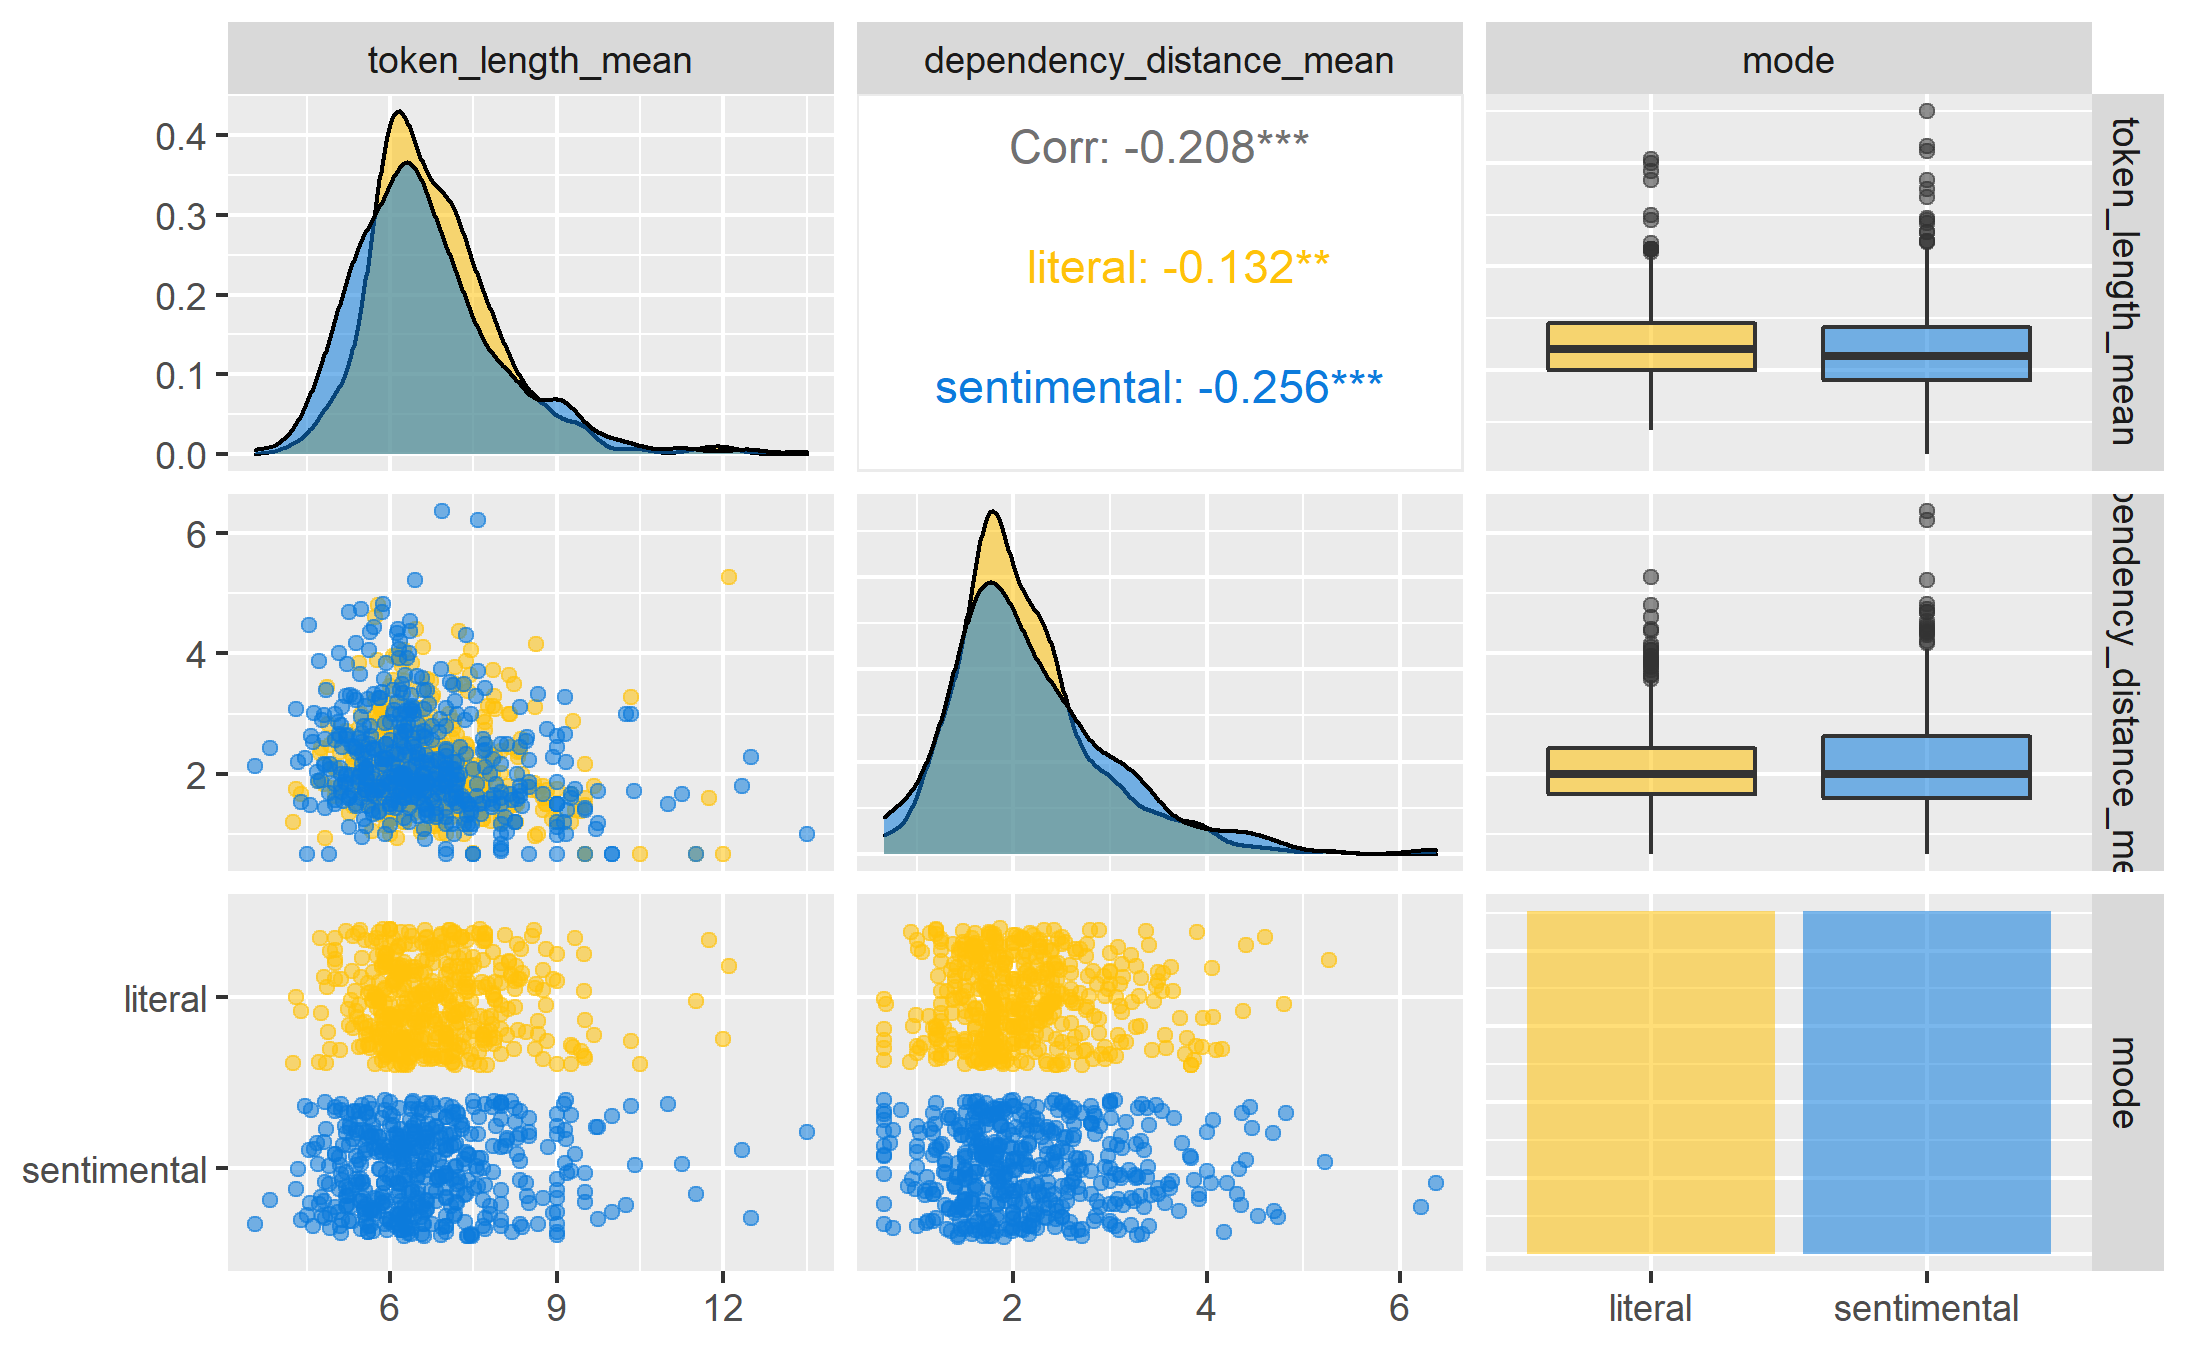 token_length_mean
dependency_distance_mean
mode
0.4
0.3
0.2
0.1
0.0
Corr: -0.208***
literal: -0.132**
sentimental: -0.256***
token_length_mean
6
4
2
pendency_distance_me
literal
sentimental
mode
6
9
12
2
4
6
literal
sentimental